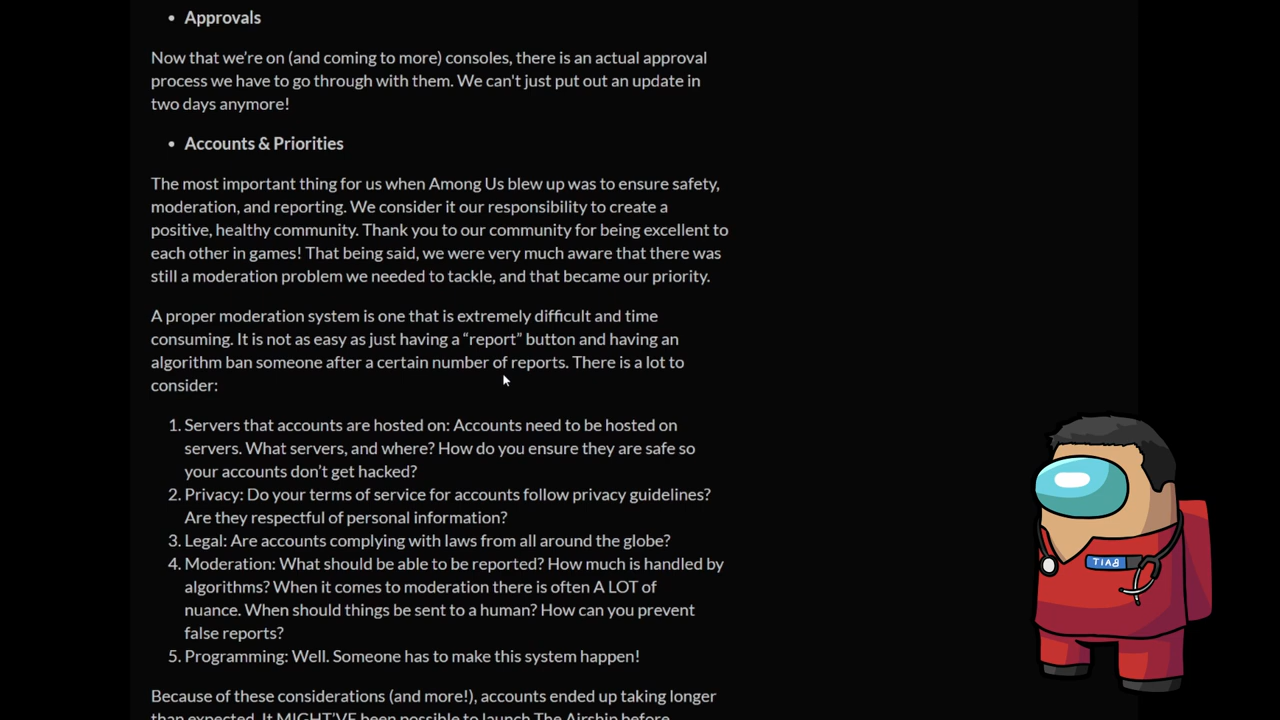 • Approvals
Now that we're on (and coming to more) consoles, there is an actual approval
process we have to go through with them. We can't just put out an update in
two days anymore!
• Accounts & Priorities
The most important thing for us when Among Us blew up was to ensure safety,
moderation, and reporting. We consider it our responsibility to create a
positive, healthy community. Thank you to our community for being excellent to
each other in games! That being said, we were very much aware that there was
still a moderation problem we needed to tackle, and that became our priority.
A proper moderation system is one that is extremely difficult and time
consuming. It is not as easy as just having a “report” button and having an
algorithm ban someone after a certain number of reports. There is a lot to
consider:
1. Servers that accounts are hosted on: Accounts need to be hosted on
servers. What servers, and where? How do you ensure they are safe so
your accounts don’t get hacked?
2. Privacy: Do your terms of service for accounts follow privacy guidelines?
Are they respectful of personal information?
3. Legal: Are accounts complying with laws from all around the globe?
4. Moderation: What should be able to be reported? How much is handled by
algorithms? When it comes to moderation there is often A LOT of
nuance. When should things be sent to a human? How can you prevent
false reports?
5. Programming: Well. Someone has to make this system happen!
Because of these considerations (and more!), accounts ended up taking longer
than expected. It MIGHT’VE been possible to launch The Airship before
TIAB